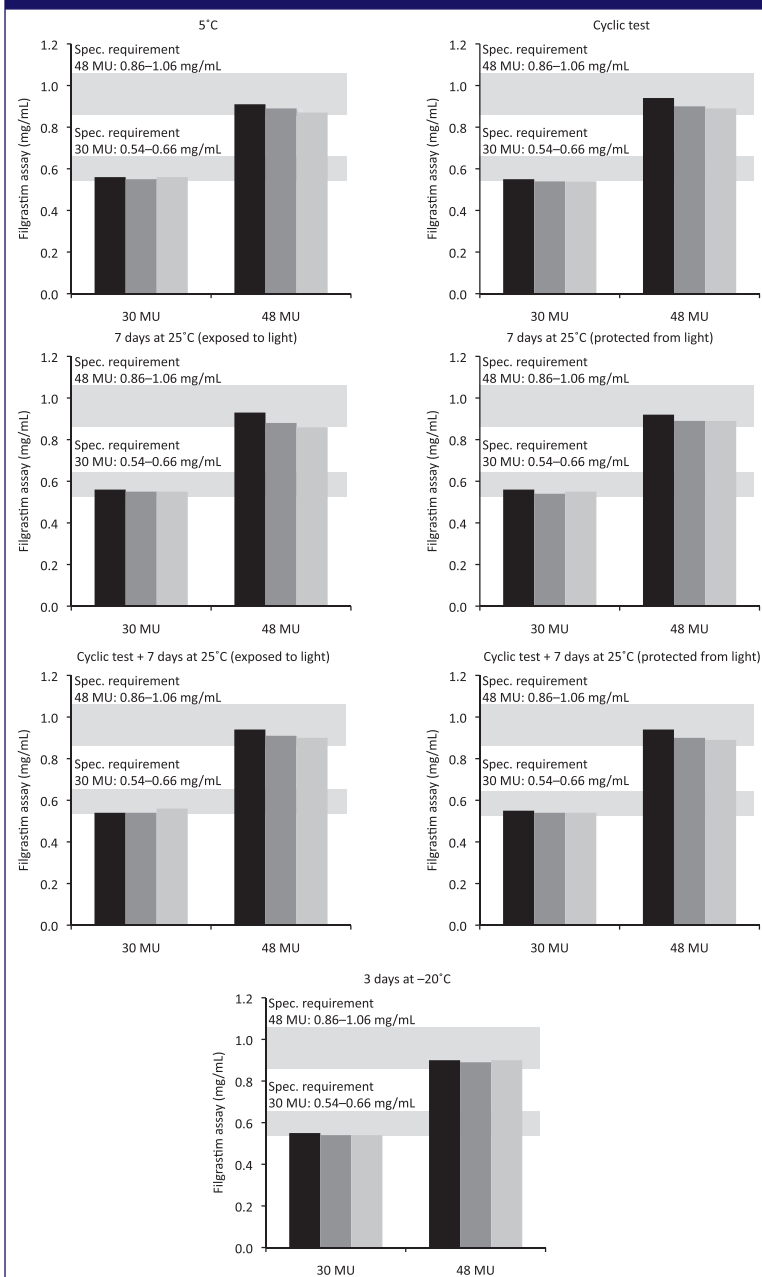 5˚C
Filgrastim assay (mg/mL)
1.2
1.0
0.8
0.6
0.4
0.2
0.0
Spec. requirement
48 MU: 0.86–1.06 mg/mL
Spec. requirement
30 MU: 0.54–0.66 mg/mL
30 MU
48 MU
Cyclic test
Filgrastim assay (mg/mL)
1.2
1.0
0.8
0.6
0.4
0.2
0.0
Spec. requirement
48 MU: 0.86–1.06 mg/mL
Spec. requirement
30 MU: 0.54–0.66 mg/mL
30 MU
48 MU
7 days at 25˚C (exposed to light)
Filgrastim assay (mg/mL)
1.2
1.0
0.8
0.6
0.4
0.2
0.0
Spec. requirement
48 MU: 0.86–1.06 mg/mL
Spec. requirement
30 MU: 0.54–0.66 mg/mL
30 MU
48 MU
7 days at 25˚C (protected from light)
Filgrastim assay (mg/mL)
1.2
1.0
0.8
0.6
0.4
0.2
0.0
Spec. requirement
48 MU: 0.86–1.06 mg/mL
Spec. requirement
30 MU: 0.54–0.66 mg/mL
30 MU
48 MU
Cyclic test + 7 days at 25˚C (exposed to light)
Filgrastim assay (mg/mL)
1.2
1.0
0.8
0.6
0.4
0.2
0.0
Spec. requirement
48 MU: 0.86–1.06 mg/mL
Spec. requirement
30 MU: 0.54–0.66 mg/mL
30 MU
48 MU
Cyclic test + 7 days at 25˚C (protected from light)
Filgrastim assay (mg/mL)
1.2
1.0
0.8
0.6
0.4
0.2
0.0
Spec. requirement
48 MU: 0.86–1.06 mg/mL
Spec. requirement
30 MU: 0.54–0.66 mg/mL
30 MU
48 MU
3 days at –20˚C
Filgrastim assay (mg/mL)
1.2
1.0
0.8
0.6
0.4
0.2
0.0
Spec. requirement
48 MU: 0.86–1.06 mg/mL
Spec. requirement
30 MU: 0.54–0.66 mg/mL
30 MU
48 MU